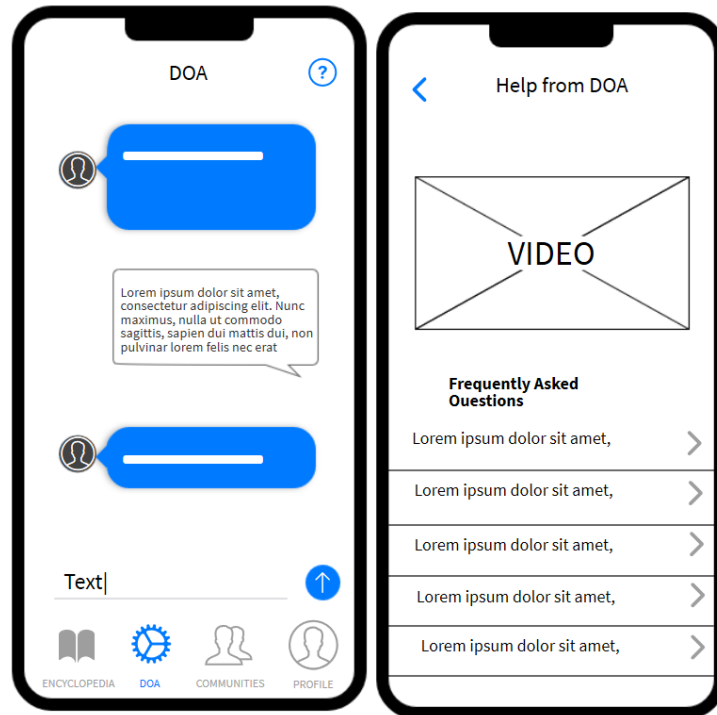 DOA
?
Lorem ipsum dolor sit amet,
consectetur adipiscing elit. Nunc
maximus, nulla ut commodo
sagittis, sapien dui mattis dui, non
pulvinar lorem felis nec erat
Text
ENCYCLOPEDIA
DOA
COMMUNITIES
PROFILE
Help from DOA
VIDEO
Frequently Asked
Questions
Lorem ipsum dolor sit amet,
Lorem ipsum dolor sit amet,
Lorem ipsum dolor sit amet,
Lorem ipsum dolor sit amet,
Lorem ipsum dolor sit amet,